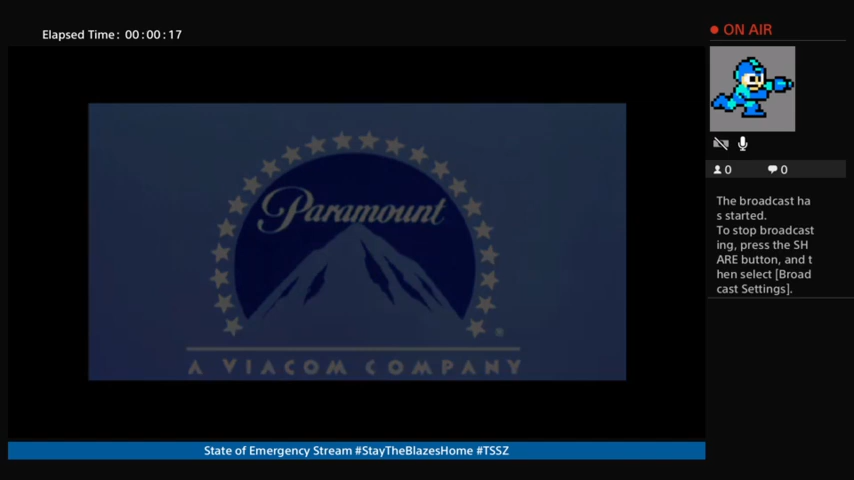 Elapsed Time: 00:00:17
ON AIR
Paramount
®
A VIACOM COMPANY
0 0
The broadcast ha
s started.
To stop broadcast
ing, press the SH
ARE button, and t
hen select [Broad
cast Settings].
State of Emergency Stream #StayTheBlazesHome #TSSZ